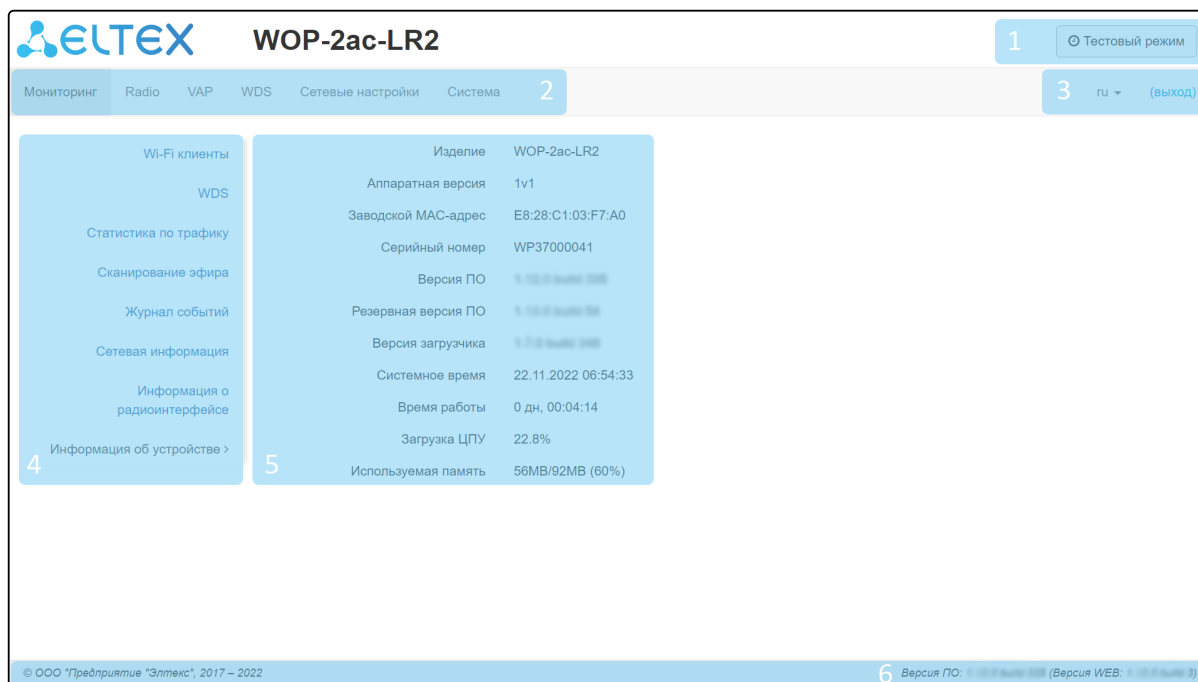 ELTEX WOP-2ac-LR2
1 Тестовый режим
Мониторинг Radio VAP WDS Сетевые настройки Система 2
3 ru (выход)
Wi-Fi клиенты
WDS
Статистика по трафику
Сканирование эфира
Журнал событий
Сетевая информация
Информация о
радиоинтерфейсе
Информация об устройстве >
4
Изделие WOP-2ac-LR2
Аппаратная версия 1v1
Заводской MAC-адрес E8:28:C1:03:F7:A0
Серийный номер WP37000041
Версия ПО
Резервная версия ПО
Версия загрузчика
Системное время 22.11.2022 06:54:33
Время работы 0 дн, 00:04:14
Загрузка ЦПУ 22.8%
Используемая память 56MB/92MB (60%)
5
© ООО "Предприятие "Элтекс", 2017 – 2022
6 Версия ПО: (Версия WEB: